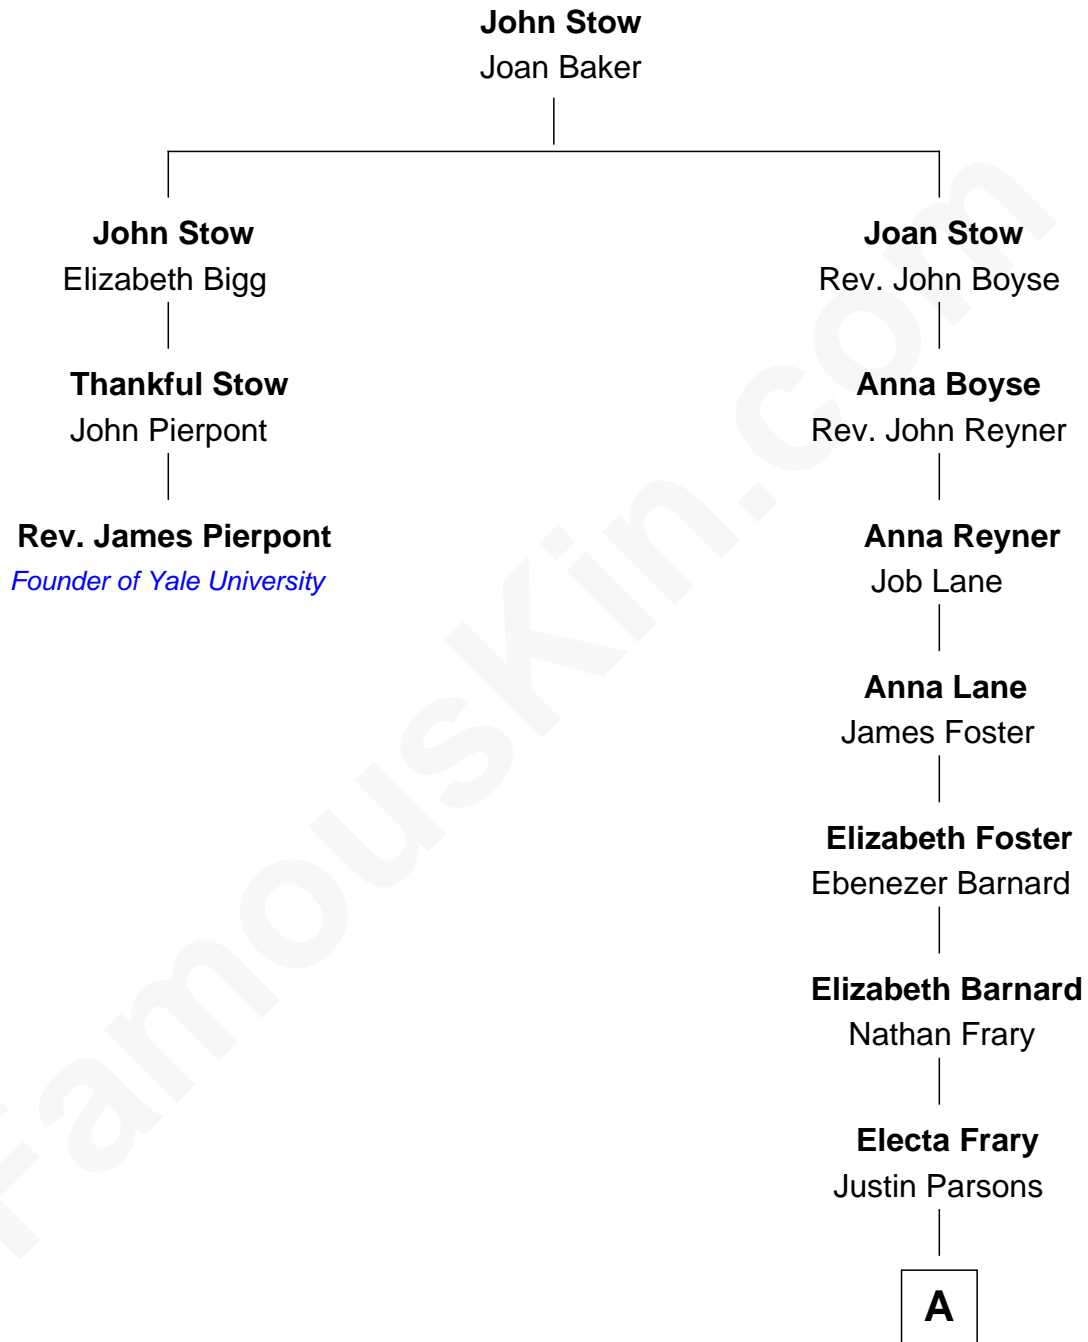 John Stow
Joan Baker
John Stow
Elizabeth Bigg
Thankful Stow
John Pierpont
Rev. James Pierpont
Founder of Yale University
Joan Stow
Rev. John Boyse
Anna Boyse
Rev. John Reyner
Anna Reyner
Job Lane
Anna Lane
James Foster
Elizabeth Foster
Ebenezer Barnard
Elizabeth Barnard
Nathan Frary
Electa Frary
Justin Parsons
A
FamousKin.com